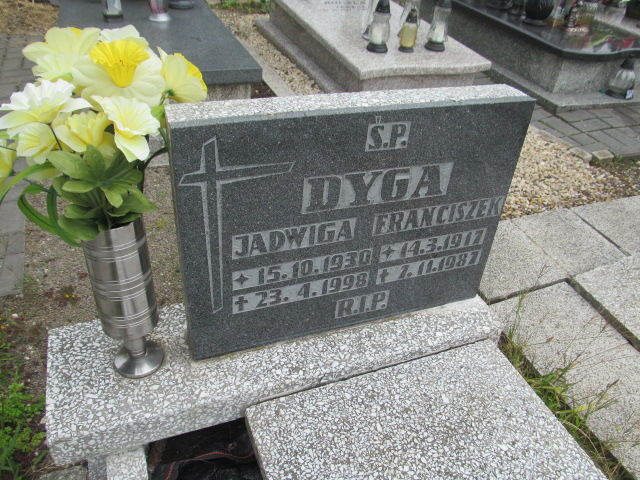 Ś.P.
DYGA
JADWIGA FRANCISZEK
✦ 15.10.1930 ✦ 14.3.1917
✝ 23.4.1998 ✝ 7.11.1987
R.I.P.